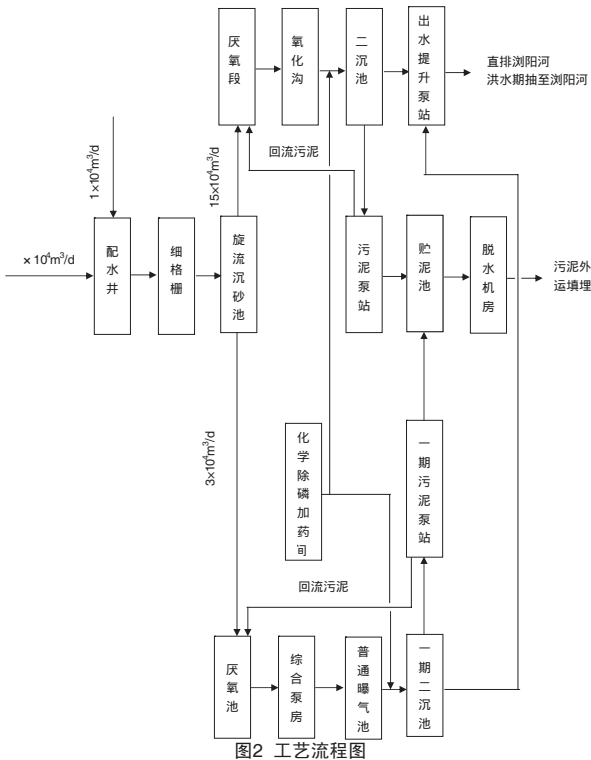 厌氧段
氧化沟
二沉池
出水提升泵站
直排浏阳河
洪水期抽至浏阳河
1×10⁴m³/d
15×10⁴m³/d
回流污泥
×10⁴m³/d
配水井
细格栅
旋流沉砂池
污泥泵站
贮泥池
脱水机房
污泥外
运填埋
3×10⁴m³/d
化学除磷加药间
一期污泥泵站
回流污泥
厌氧池
综合泵房
普通曝气池
一期二沉池
图2 工艺流程图